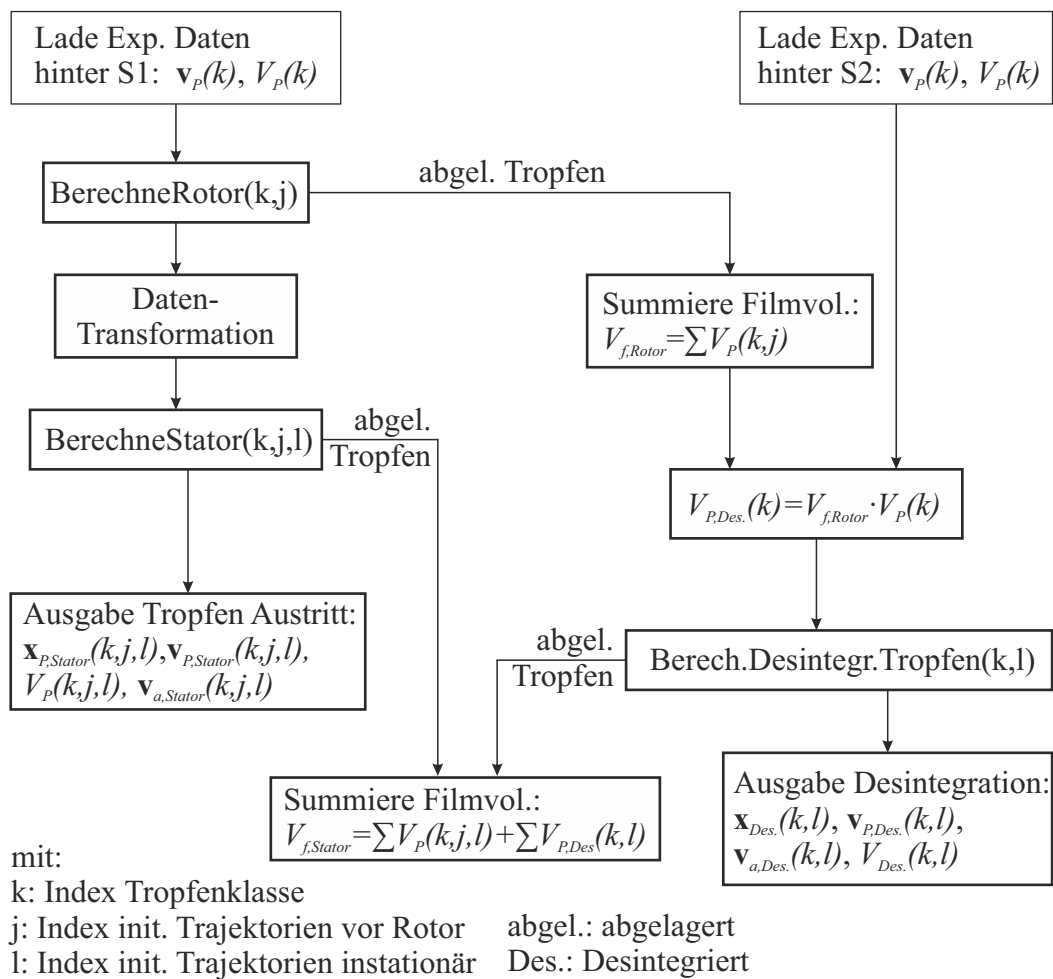 Lade Exp. Daten
hinter S1: v_P(k), V_P(k)
Lade Exp. Daten
hinter S2: v_P(k), V_P(k)
BerechneRotor(k,j)
abgel. Tropfen
Daten-
Transformation
Summiere Filmvol.:
V_f,Rotor=∑V_P(k,j)
BerechneStator(k,j,l)
abgel.
Tropfen
V_P,Des.(k)=V_f,Rotor·V_P(k)
Ausgabe Tropfen Austritt:
x_P,Stator(k,j,l),v_P,Stator(k,j,l),
V_P(k,j,l), v_a,Stator(k,j,l)
abgel.
Tropfen
Berech.Desintegr.Tropfen(k,l)
Summiere Filmvol.:
V_f,Stator=∑V_P(k,j,l)+∑V_P,Des(k,l)
Ausgabe Desintegration:
x_Des.(k,l), v_P,Des.(k,l),
v_a,Des.(k,l), V_Des.(k,l)
mit:
k: Index Tropfenklasse
j: Index init. Trajektorien vor Rotor
l: Index init. Trajektorien instationär
abgel.: abgelagert
Des.: Desintegriert